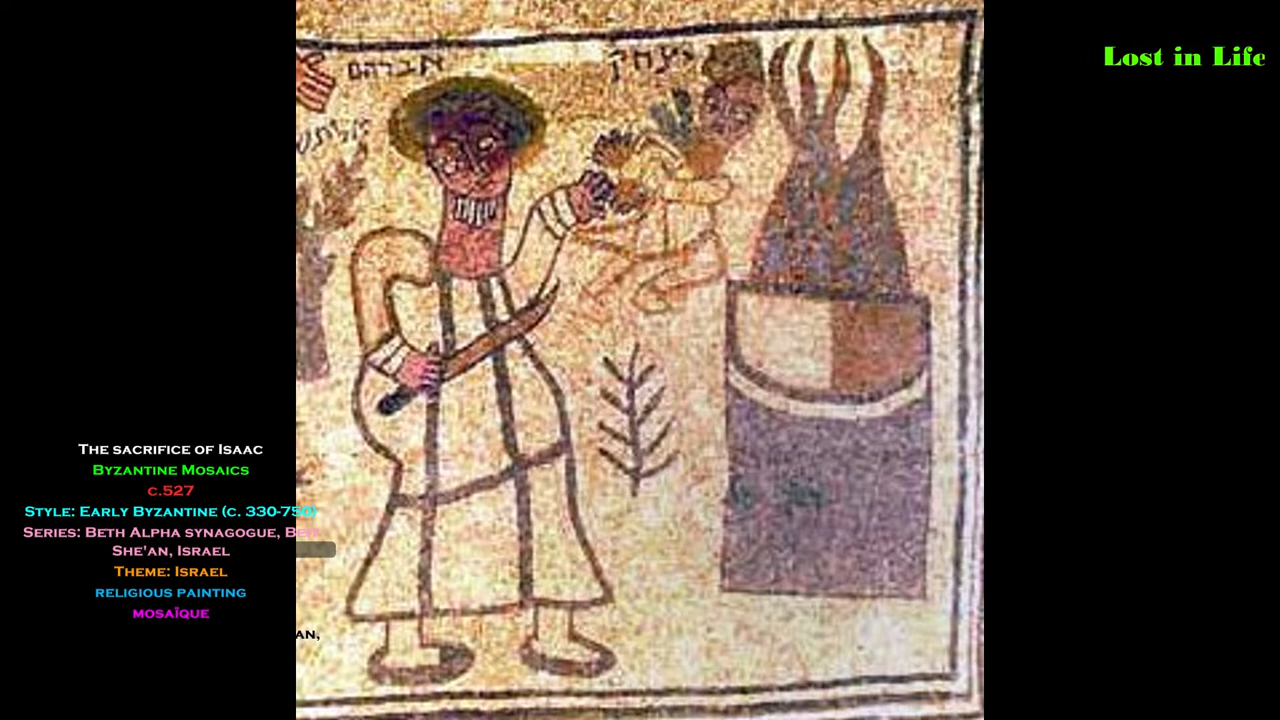 Lost in Life
אברהם
יצחק
The sacrifice of Isaac
Byzantine Mosaics
c.527
Style: Early Byzantine (c. 330-750)
Series: Beth Alpha synagogue, Beit
She'an, Israel
Theme: Israel
religious painting
mosaïque
an,